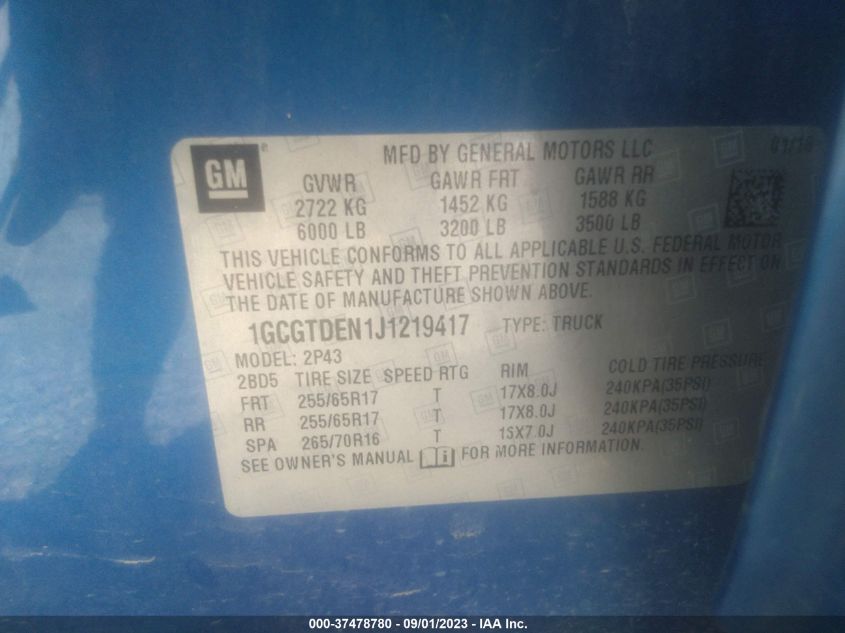 GM ®
MFD BY GENERAL MOTORS LLC
GVWR GAWR FRT GAWR RR
2722 KG 1452 KG 1588 KG
6000 LB 3200 LB 3500 LB
THIS VEHICLE CONFORMS TO ALL APPLICABLE U.S. FEDERAL MOTOR
VEHICLE SAFETY AND THEFT PREVENTION STANDARDS IN EFFECT ON
THE DATE OF MANUFACTURE SHOWN ABOVE.
1GCGTDEN1J1219417 TYPE: TRUCK
MODEL: 2P43
2BD5 TIRE SIZE SPEED RTG RIM COLD TIRE PRESSURE
FRT 255/65R17 T 17X8.0J 240KPA(35PSI)
RR 255/65R17 T 17X8.0J 240KPA(35PSI)
SPA 265/70R16 T 15X7.0J 240KPA(35PSI)
SEE OWNER'S MANUAL FOR MORE INFORMATION.
000-37478780 - 09/01/2023 - IAA Inc.